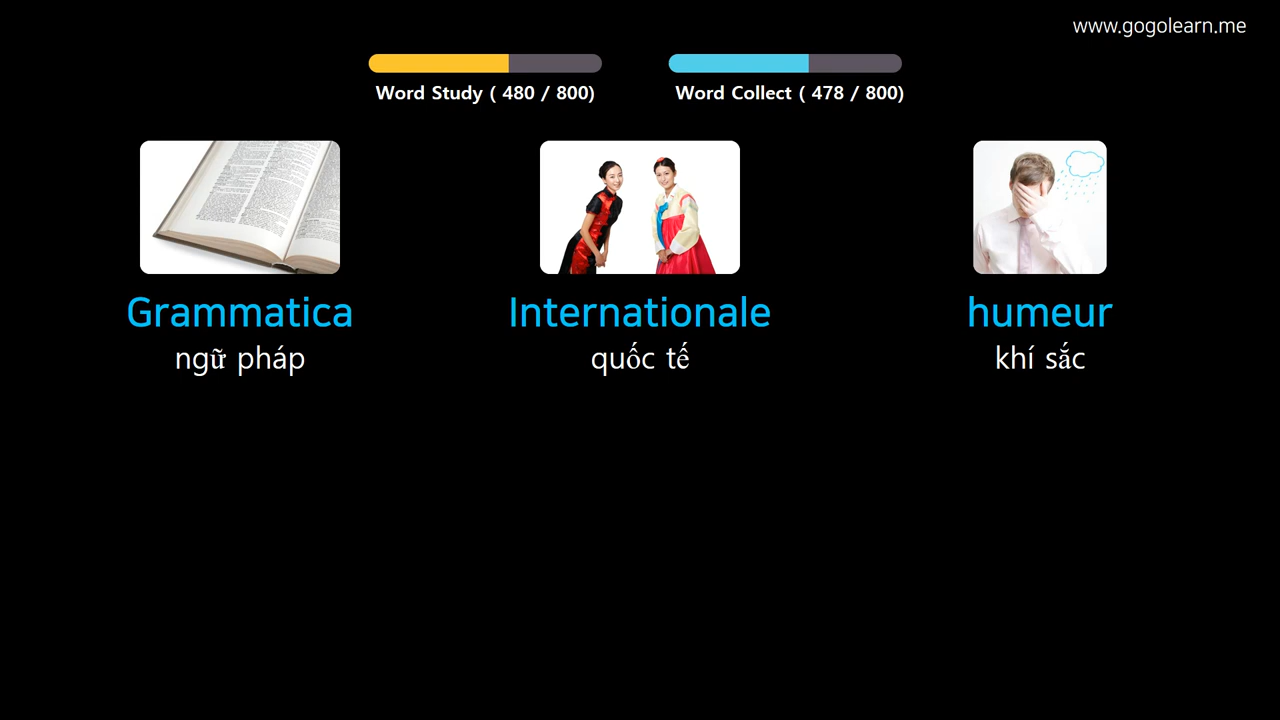 www.gogolearn.me
Word Study ( 480 / 800)
Word Collect ( 478 / 800)
Grammatica
Internationale
humeur
ngữ pháp
quốc tế
khí sắc